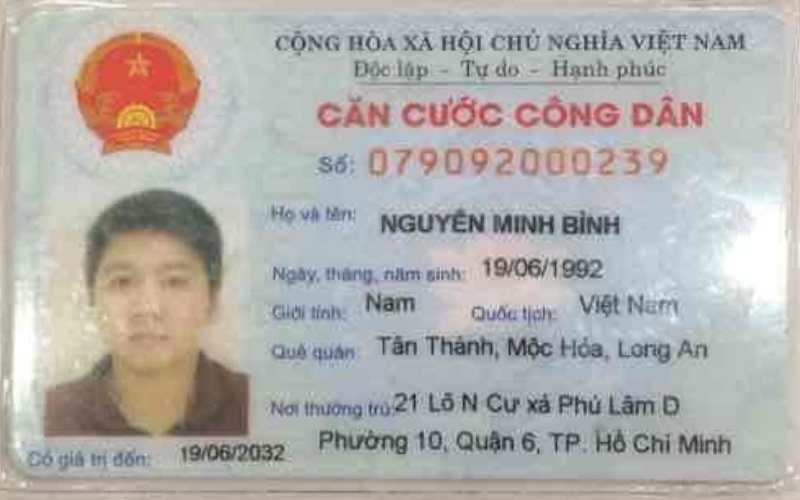 CỘNG HÒA XÃ HỘI CHỦ NGHĨA VIỆT NAM
Độc lập - Tự do - Hạnh phúc
CĂN CƯỚC CÔNG DÂN
Số: 079092000239
Họ và tên: NGUYỄN MINH BÌNH
Ngày, tháng, năm sinh: 19/06/1992
Giới tính: Nam Quốc tịch: Việt Nam
Quê quán: Tân Thành, Mộc Hóa, Long An
Nơi thường trú: 21 Lô N Cư xá Phú Lâm D
Phường 10, Quận 6, TP. Hồ Chí Minh
Có giá trị đến: 19/06/2032